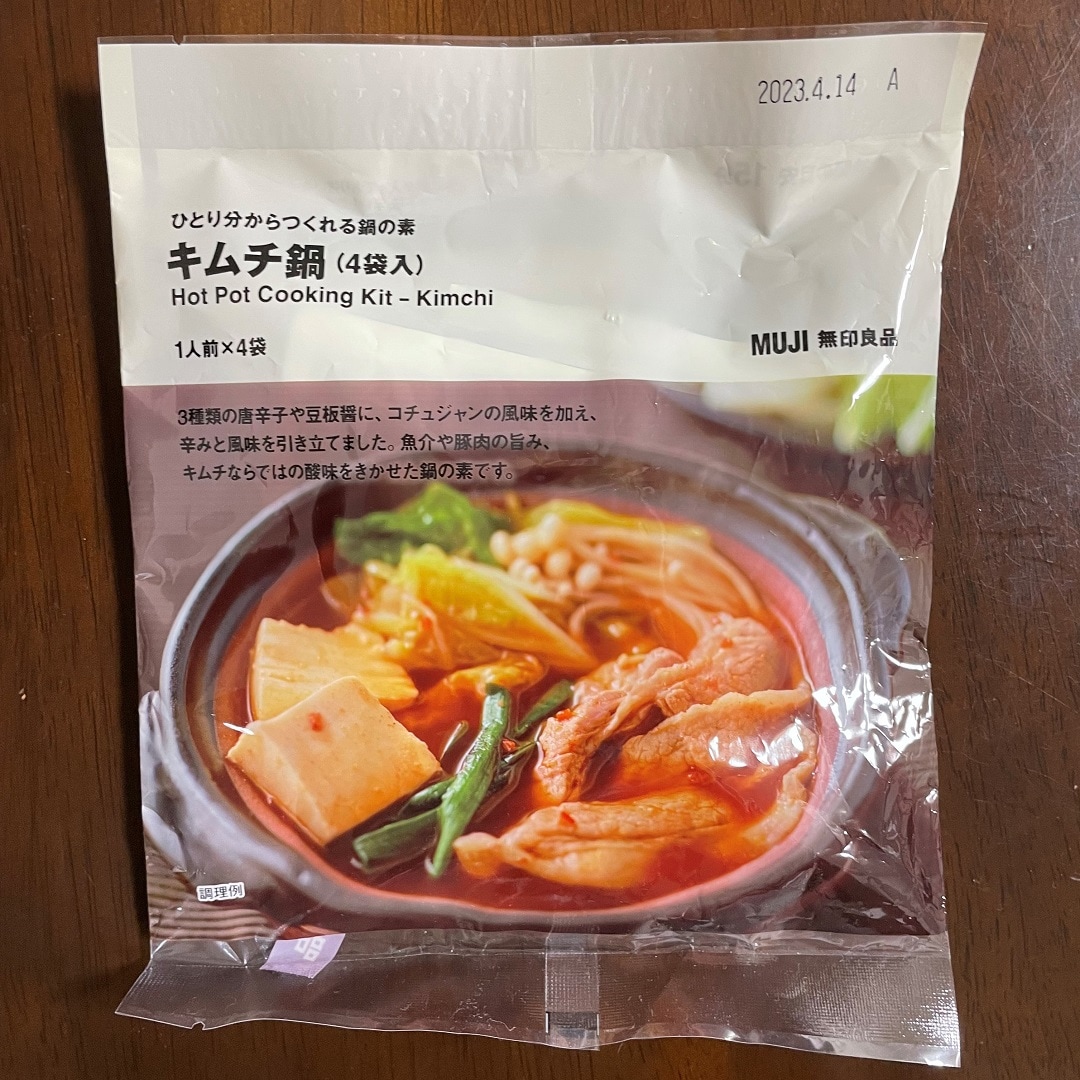 2023.4.14 A
ひとり分からつくれる鍋の素
キムチ鍋(4袋入)
Hot Pot Cooking Kit – Kimchi
1人前×4袋
MUJI 無印良品
3種類の唐辛子や豆板醤に、コチュジャンの風味を加え、
辛みと風味を引き立てました。魚介や豚肉の旨み、
キムチならではの酸味をきかせた鍋の素です。
調理例
品